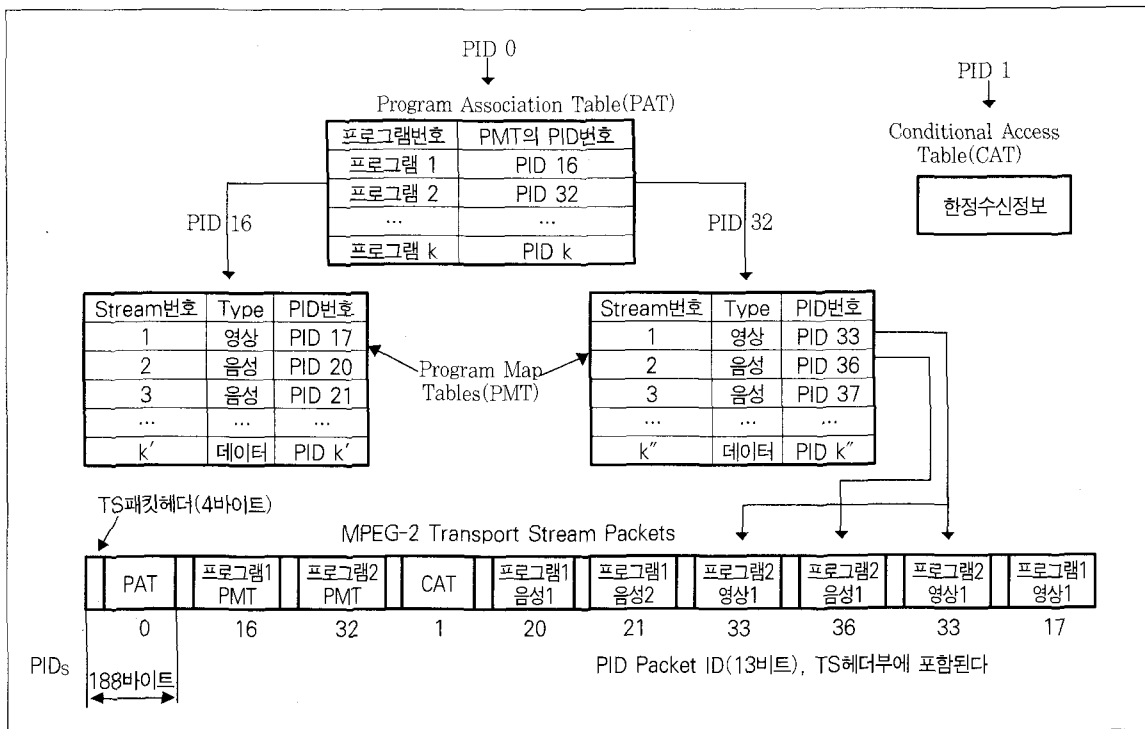 PID 0
PID 1
Program Association Table(PAT)
Conditional Access
Table(CAT)
프로그램번호 PMT의 PID번호
프로그램 1 PID 16
프로그램 2 PID 32
… …
프로그램 k PID k
한정수신정보
PID 16
PID 32
Stream번호 Type PID번호
1 영상 PID 17
2 음성 PID 20
3 음성 PID 21
… … …
k′ 데이터 PID k′
Program Map
Tables(PMT)
Stream번호 Type PID번호
1 영상 PID 33
2 음성 PID 36
3 음성 PID 37
… … …
k″ 데이터 PID k″
TS패킷헤더(4바이트)
MPEG-2 Transport Stream Packets
PAT 프로그램1 PMT 프로그램2 PMT CAT 프로그램1 음성1 프로그램1 음성2 프로그램2 영상1 프로그램2 음성1 프로그램2 영상1 프로그램1 영상1
0 16 32 1 20 21 33 36 33 17
PIDs
PID Packet ID(13비트), TS헤더부에 포함된다
188바이트